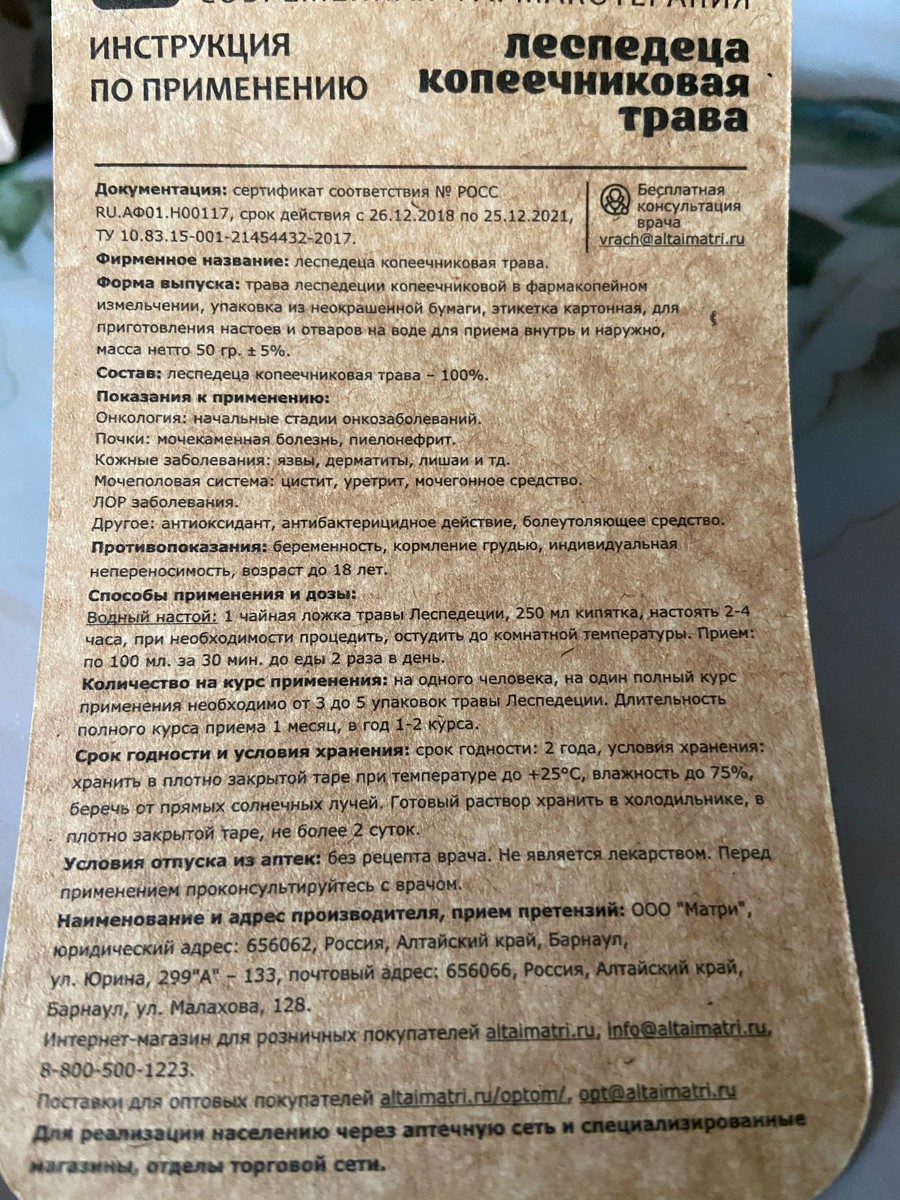 СОВРЕМЕННАЯ ФАРМАКОТЕРАПИЯ
ИНСТРУКЦИЯ
ПО ПРИМЕНЕНИЮ
леспедеца
копеечниковая
трава
Документация: сертификат соответствия № РОСС
RU.АФ01.Н00117, срок действия с 26.12.2018 по 25.12.2021,
ТУ 10.83.15-001-21454432-2017.
Бесплатная
консультация
врача
vrach@altaimatri.ru
Фирменное название: леспедеца копеечниковая трава.
Форма выпуска: трава леспедеции копеечниковой в фармакопейном
измельчении, упаковка из неокрашенной бумаги, этикетка картонная, для
приготовления настоев и отваров на воде для приема внутрь и наружно,
масса нетто 50 гр. ± 5%.
Состав: леспедеца копеечниковая трава – 100%.
Показания к применению:
Онкология: начальные стадии онкозаболеваний.
Почки: мочекаменная болезнь, пиелонефрит.
Кожные заболевания: язвы, дерматиты, лишаи и тд.
Мочеполовая система: цистит, уретрит, мочегонное средство.
ЛОР заболевания.
Другое: антиоксидант, антибактерицидное действие, болеутоляющее средство.
Противопоказания: беременность, кормление грудью, индивидуальная
непереносимость, возраст до 18 лет.
Способы применения и дозы:
Водный настой: 1 чайная ложка травы Леспедеции, 250 мл кипятка, настоять 2-4
часа, при необходимости процедить, остудить до комнатной температуры. Прием:
по 100 мл. за 30 мин. до еды 2 раза в день.
Количество на курс применения: на одного человека, на один полный курс
применения необходимо от 3 до 5 упаковок травы Леспедеции. Длительность
полного курса приема 1 месяц, в год 1-2 курса.
Срок годности и условия хранения: срок годности: 2 года, условия хранения:
хранить в плотно закрытой таре при температуре до +25°С, влажность до 75%,
беречь от прямых солнечных лучей. Готовый раствор хранить в холодильнике, в
плотно закрытой таре, не более 2 суток.
Условия отпуска из аптек: без рецепта врача. Не является лекарством. Перед
применением проконсультируйтесь с врачом.
Наименование и адрес производителя, прием претензий: ООО "Матри",
юридический адрес: 656062, Россия, Алтайский край, Барнаул,
ул. Юрина, 299"А" – 133, почтовый адрес: 656066, Россия, Алтайский край,
Барнаул, ул. Малахова, 128.
Интернет-магазин для розничных покупателей altaimatri.ru, info@altaimatri.ru,
8-800-500-1223.
Поставки для оптовых покупателей altaimatri.ru/optom/, opt@altaimatri.ru
Для реализации населению через аптечную сеть и специализированные
магазины, отделы торговой сети.